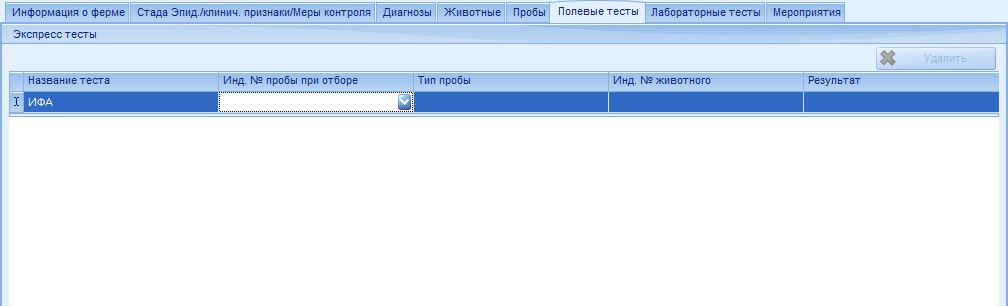 Информация о ферме Стада Эпид./клинич. признаки/Меры контроля Диагнозы Животные Пробы Полевые тесты Лабораторные тесты Мероприятия
Экспресс тесты
Удалить
Название теста Инд. № пробы при отборе Тип пробы Инд. № животного Результат
ИФА